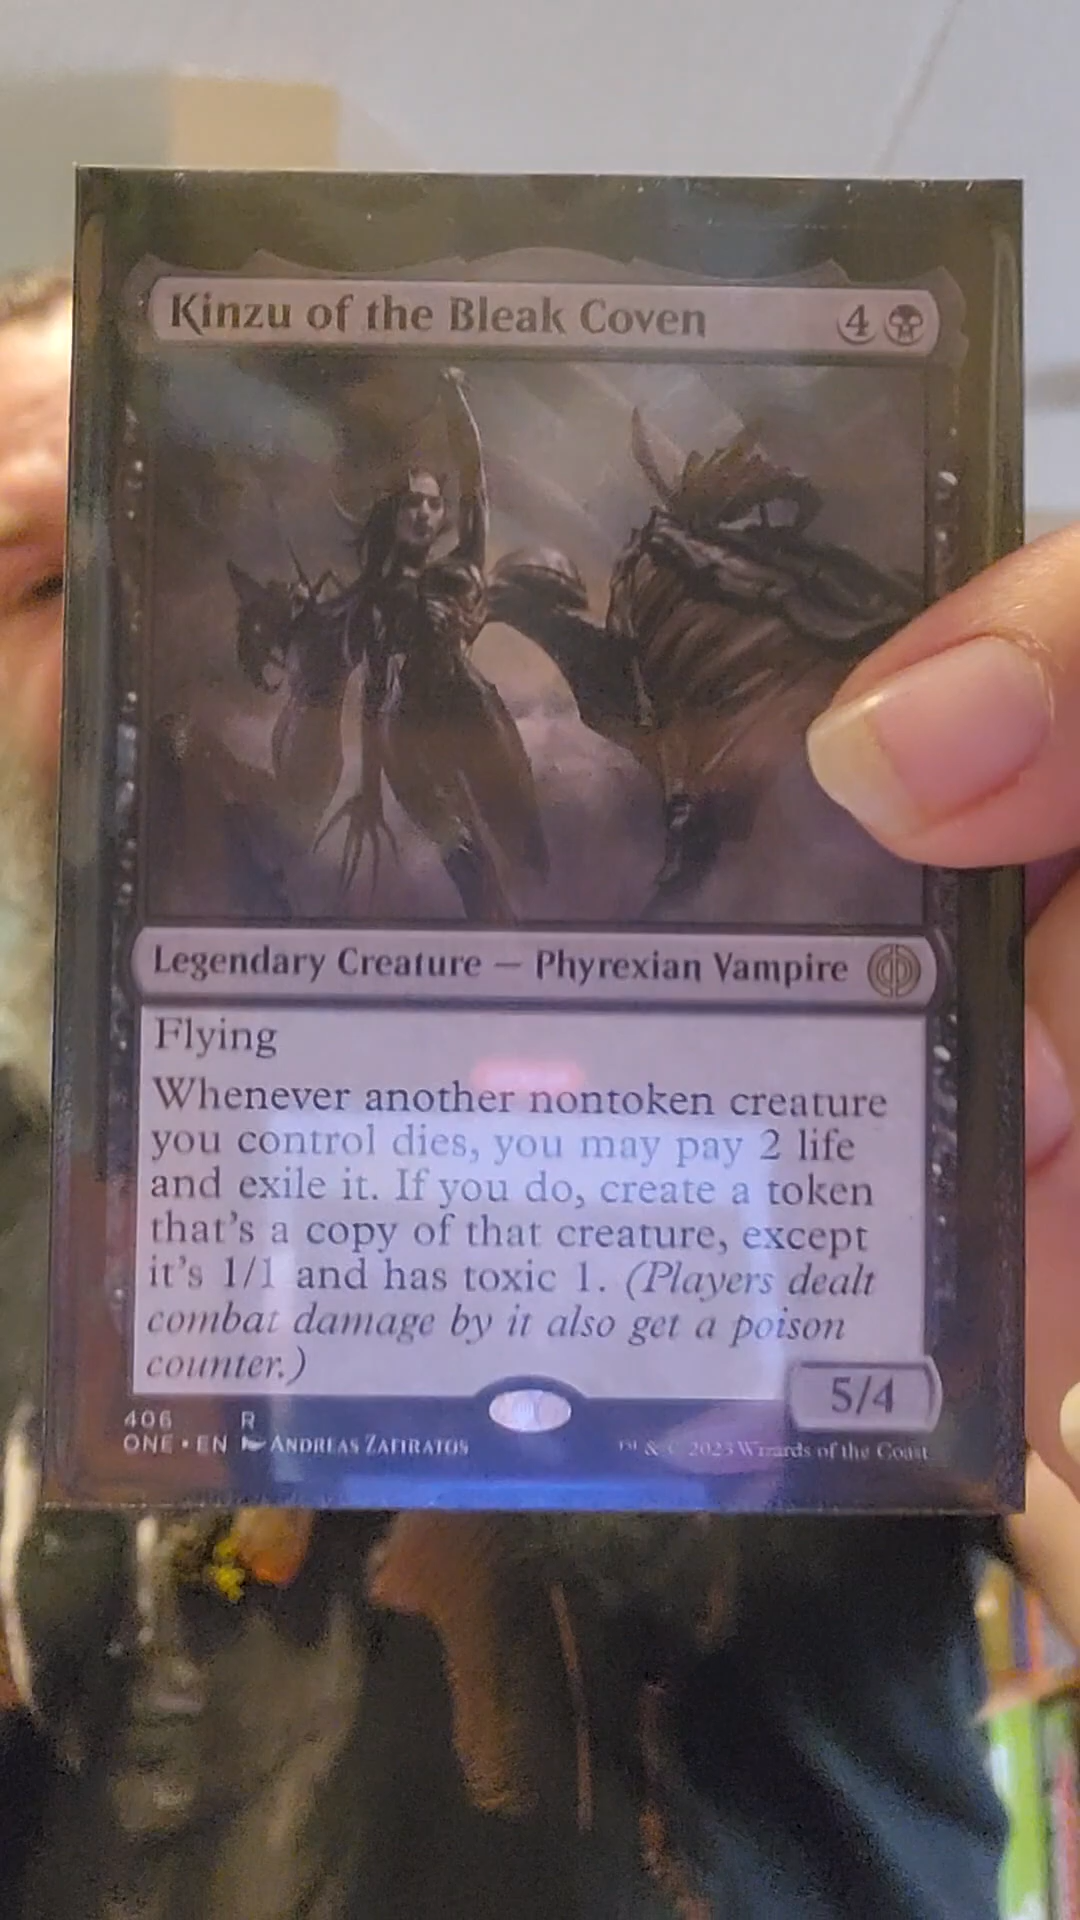 Kinzu of the Bleak Coven 4
Legendary Creature — Phyrexian Vampire
Flying
Whenever another nontoken creature
you control dies, you may pay 2 life
and exile it. If you do, create a token
that's a copy of that creature, except
it's 1/1 and has toxic 1. (Players dealt
combat damage by it also get a poison
counter.)
5/4
406 R
ONE • EN ANDREAS ZAFIRATOS
™ & © 2023 Wizards of the Coast